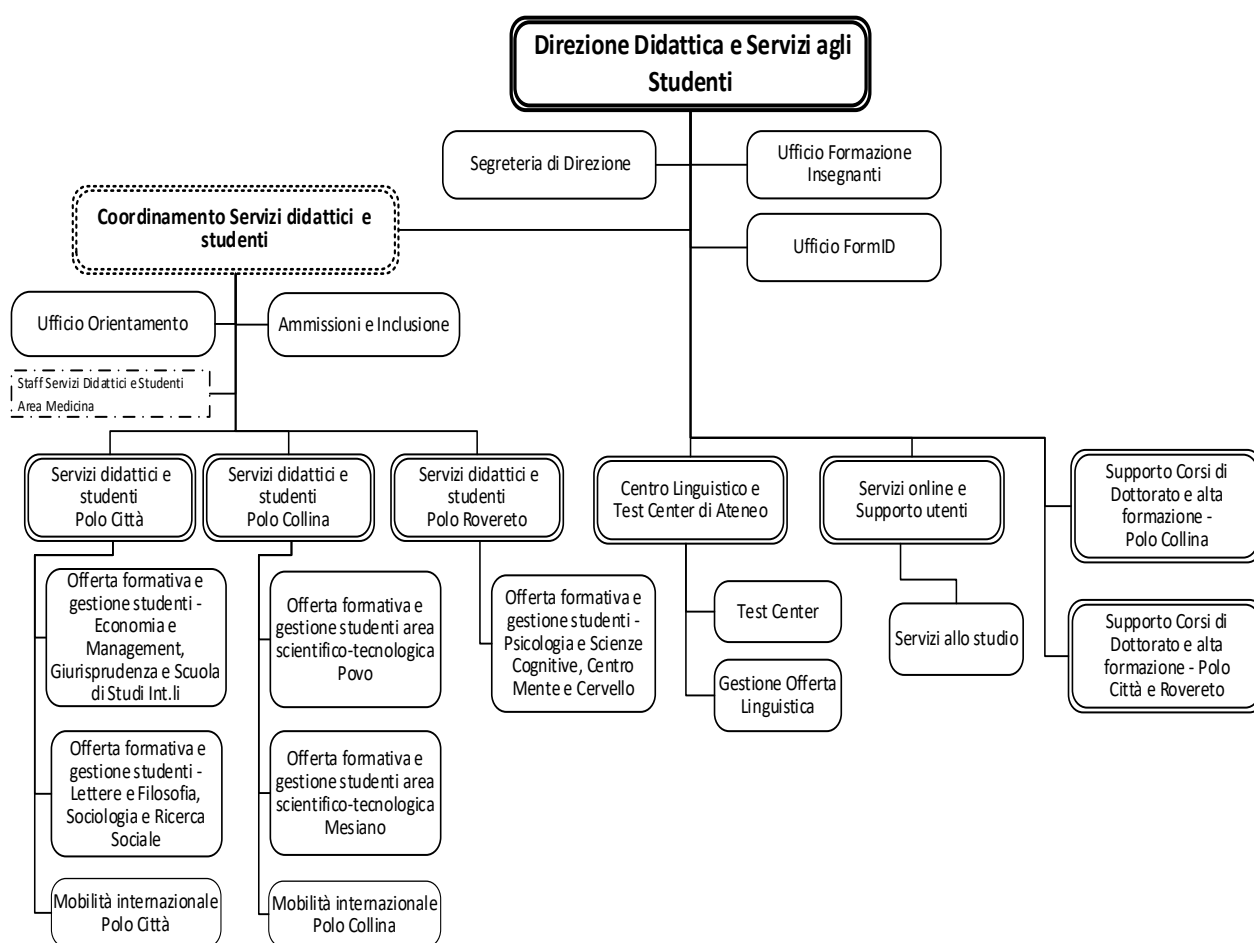 Direzione Didattica e Servizi agli
Studenti
Segreteria di Direzione
Ufficio Formazione
Insegnanti
Coordinamento Servizi didattici e
studenti
Ufficio FormID
Ufficio Orientamento
Ammissioni e Inclusione
Staff Servizi Didattici e Studenti
Area Medicina
Servizi didattici e
studenti
Polo Città
Servizi didattici e
studenti
Polo Collina
Servizi didattici e
studenti
Polo Rovereto
Centro Linguistico e
Test Center di Ateneo
Servizi online e
Supporto utenti
Supporto Corsi di
Dottorato e alta
formazione -
Polo Collina
Offerta formativa e
gestione studenti -
Economia e
Management,
Giurisprudenza e Scuola
di Studi Int.li
Offerta formativa e
gestione studenti area
scientifico-tecnologica
Povo
Offerta formativa e
gestione studenti -
Psicologia e Scienze
Cognitive, Centro
Mente e Cervello
Test Center
Servizi allo studio
Supporto Corsi di
Dottorato e alta
formazione - Polo
Città e Rovereto
Gestione Offerta
Linguistica
Offerta formativa e
gestione studenti -
Lettere e Filosofia,
Sociologia e Ricerca
Sociale
Offerta formativa e
gestione studenti area
scientifico-tecnologica
Mesiano
Mobilità internazionale
Polo Città
Mobilità internazionale
Polo Collina